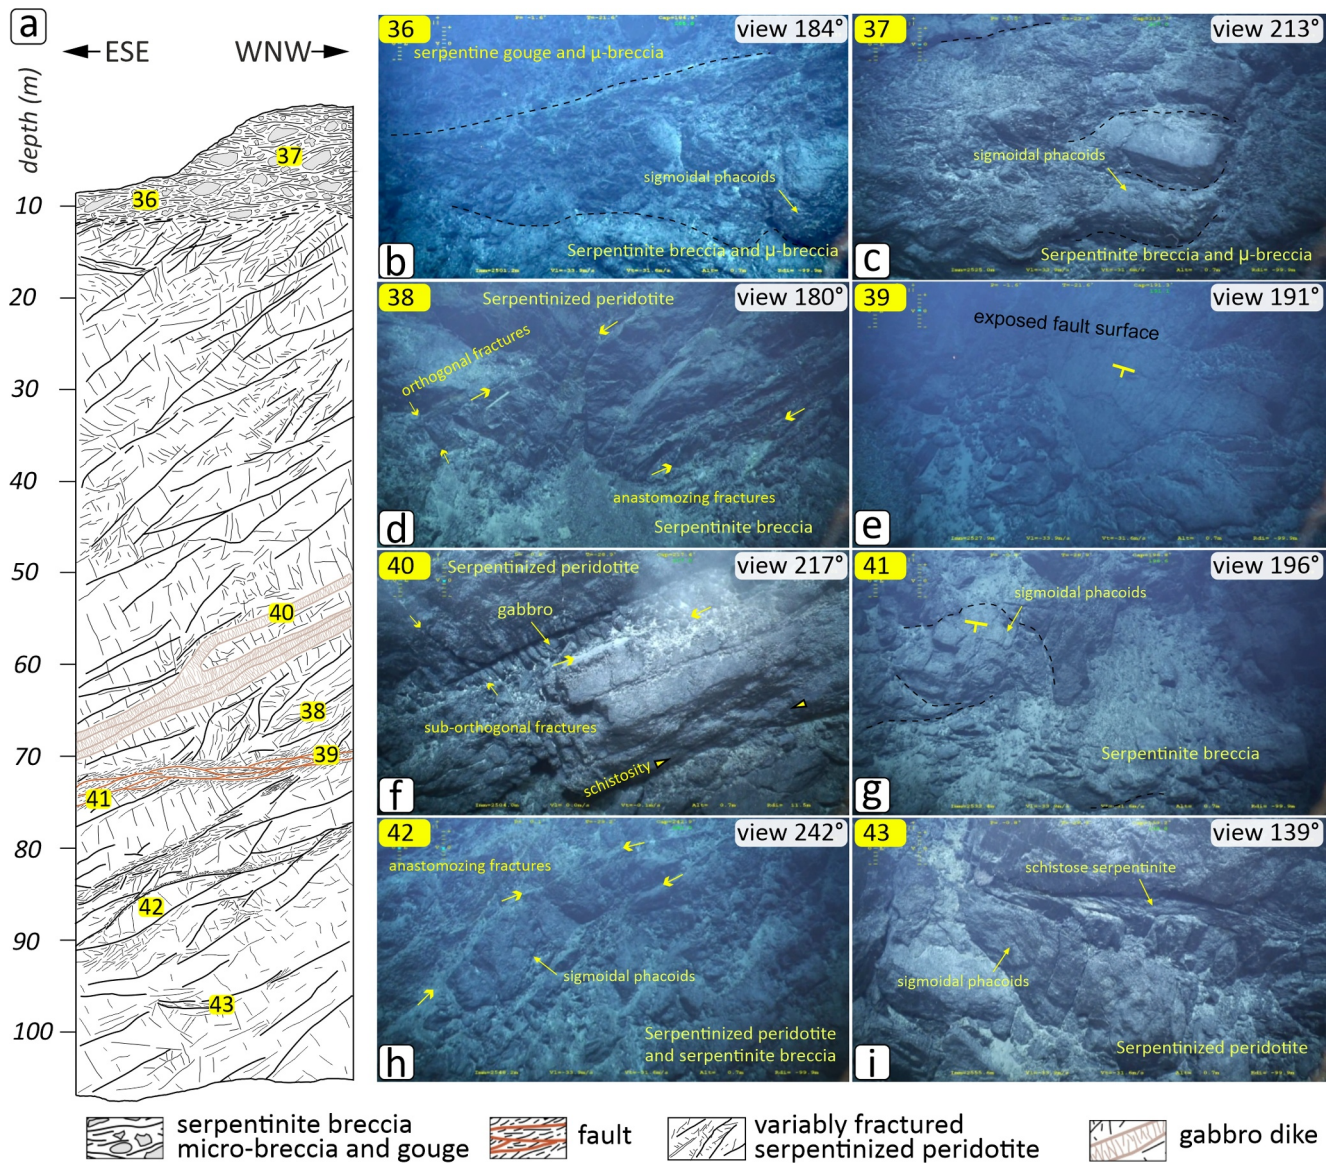 a
ESE
WNW
depth (m)
37
36
10
20
30
40
50
40
60
38
70
39
41
80
42
90
43
100
36
view 184°
serpentine gouge and μ-breccia
sigmoidal phacoids
Serpentinite breccia and μ-breccia
b
37
view 213°
sigmoidal phacoids
Serpentinite breccia and μ-breccia
c
38
Serpentinized peridotite
view 180°
orthogonal fractures
anastomozing fractures
Serpentinite breccia
d
39
view 191°
exposed fault surface
e
40
Serpentinized peridotite
view 217°
gabbro
sub-orthogonal fractures
schistosity
f
41
view 196°
sigmoidal phacoids
Serpentinite breccia
g
42
view 242°
anastomozing fractures
sigmoidal phacoids
Serpentinized peridotite
and serpentinite breccia
h
43
view 139°
schistose serpentinite
sigmoidal phacoids
Serpentinized peridotite
i
serpentinite breccia
micro-breccia and gouge
fault
variably fractured
serpentinized peridotite
gabbro dike